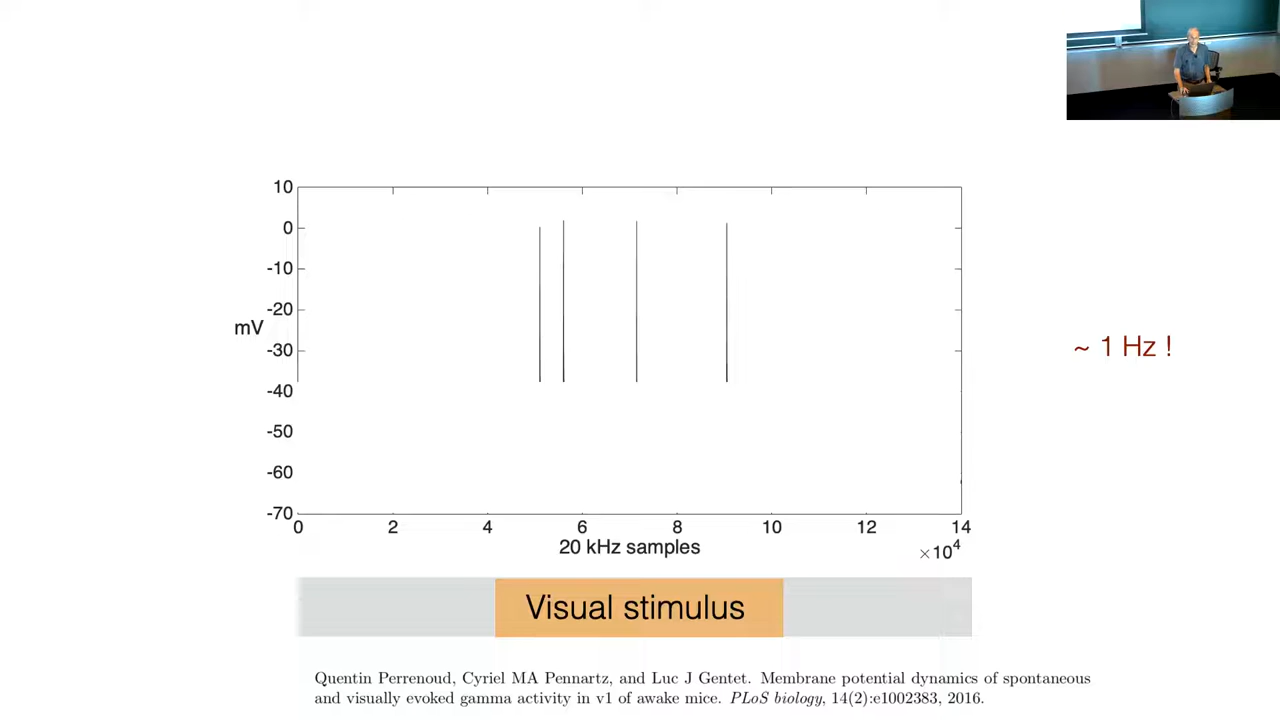 10
0
-10
-20
mV
-30
-40
-50
-60
-70
0 2 4 6 8 10 12 14
20 kHz samples
×10⁴
~ 1 Hz !
Visual stimulus
Quentin Perrenoud, Cyriel MA Pennartz, and Luc J Gentet. Membrane potential dynamics of spontaneous
and visually evoked gamma activity in v1 of awake mice. PLoS biology, 14(2):e1002383, 2016.